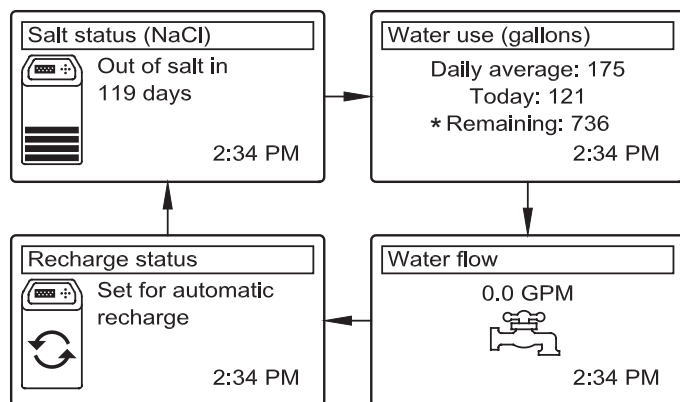 Salt status (NaCl)
Out of salt in
119 days
2:34 PM
Water use (gallons)
Daily average: 175
Today: 121
* Remaining: 736
2:34 PM
Recharge status
Set for automatic
recharge
2:34 PM
Water flow
0.0 GPM
2:34 PM